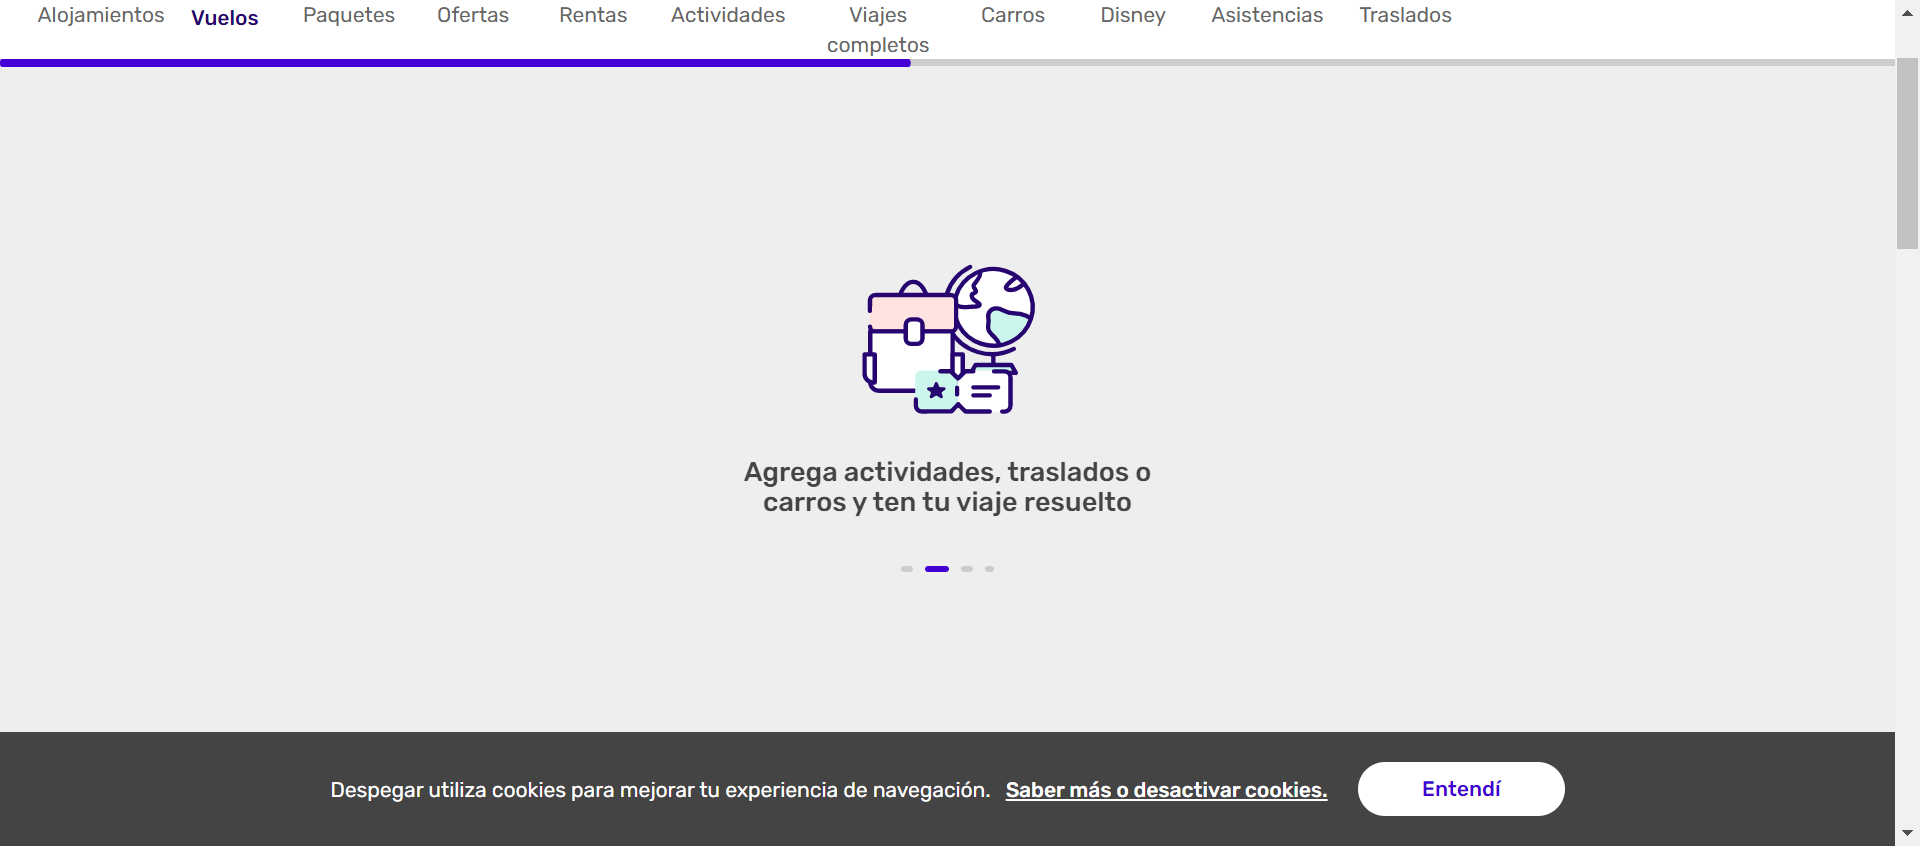 Alojamientos Vuelos Paquetes Ofertas Rentas Actividades Viajes completos Carros Disney Asistencias Traslados
Agrega actividades, traslados o
carros y ten tu viaje resuelto
Despegar utiliza cookies para mejorar tu experiencia de navegación. Saber más o desactivar cookies. Entendí